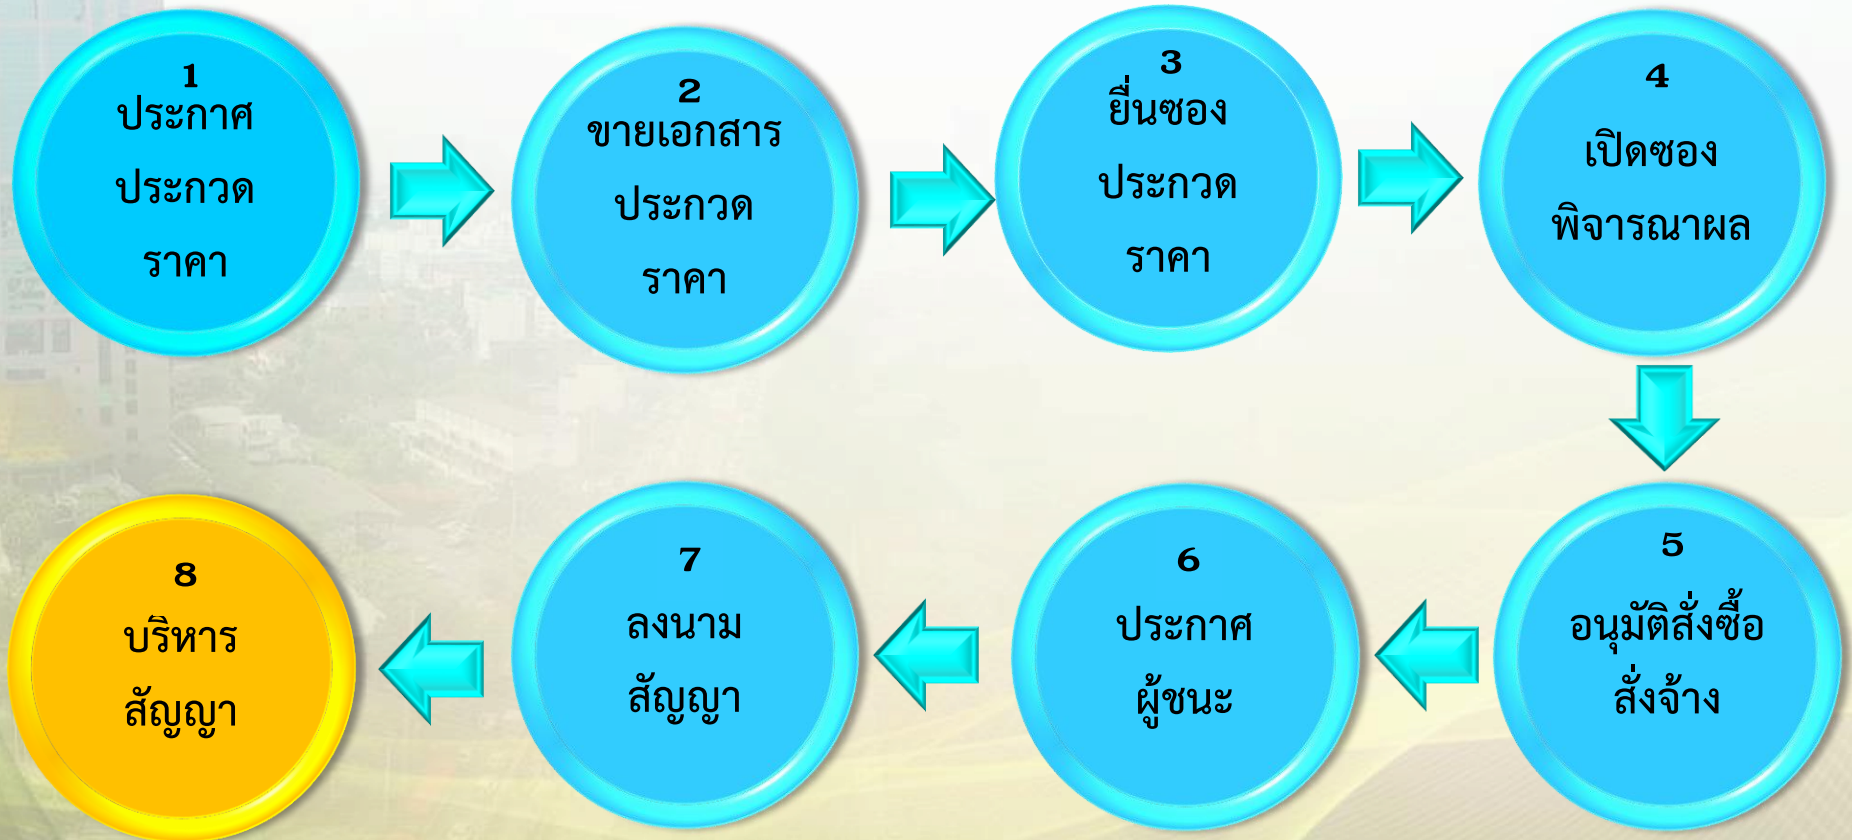 1
ประกาศ
ประกวด
ราคา
2
ขายเอกสาร
ประกวด
ราคา
3
ยื่นซอง
ประกวด
ราคา
4
เปิดซอง
พิจารณาผล
5
อนุมัติสั่งซื้อ
สั่งจ้าง
6
ประกาศ
ผู้ชนะ
7
ลงนาม
สัญญา
8
บริหาร
สัญญา